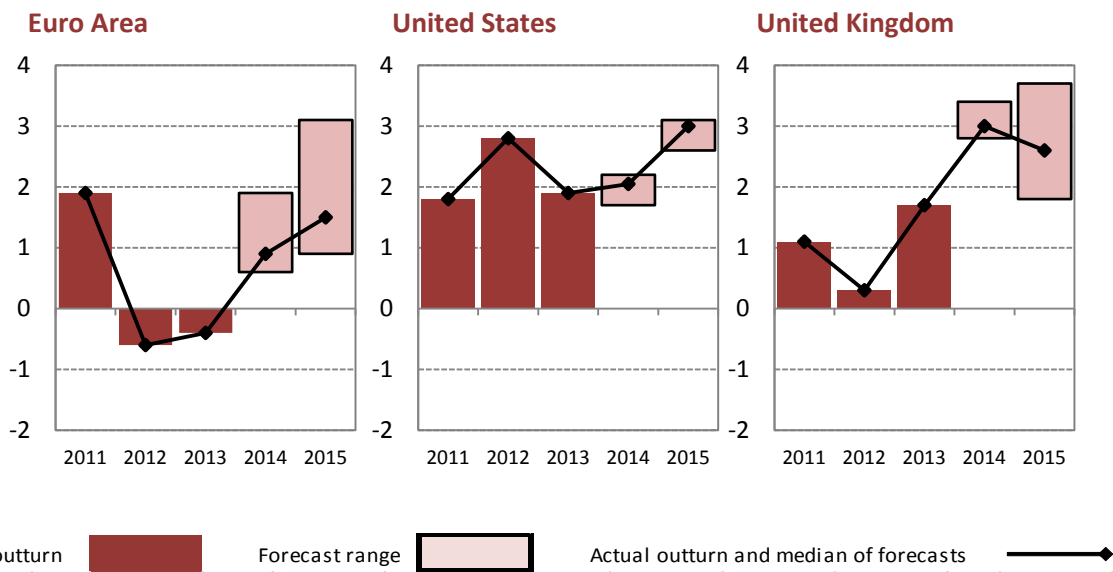 Euro Area United States United Kingdom
4 4 4
3 3 3
2 2 2
1 1 1
0 0 0
-1 -1 -1
-2 -2 -2
2011 2012 2013 2014 2015 2011 2012 2013 2014 2015 2011 2012 2013 2014 2015
outturn Forecast range Actual outturn and median of forecasts